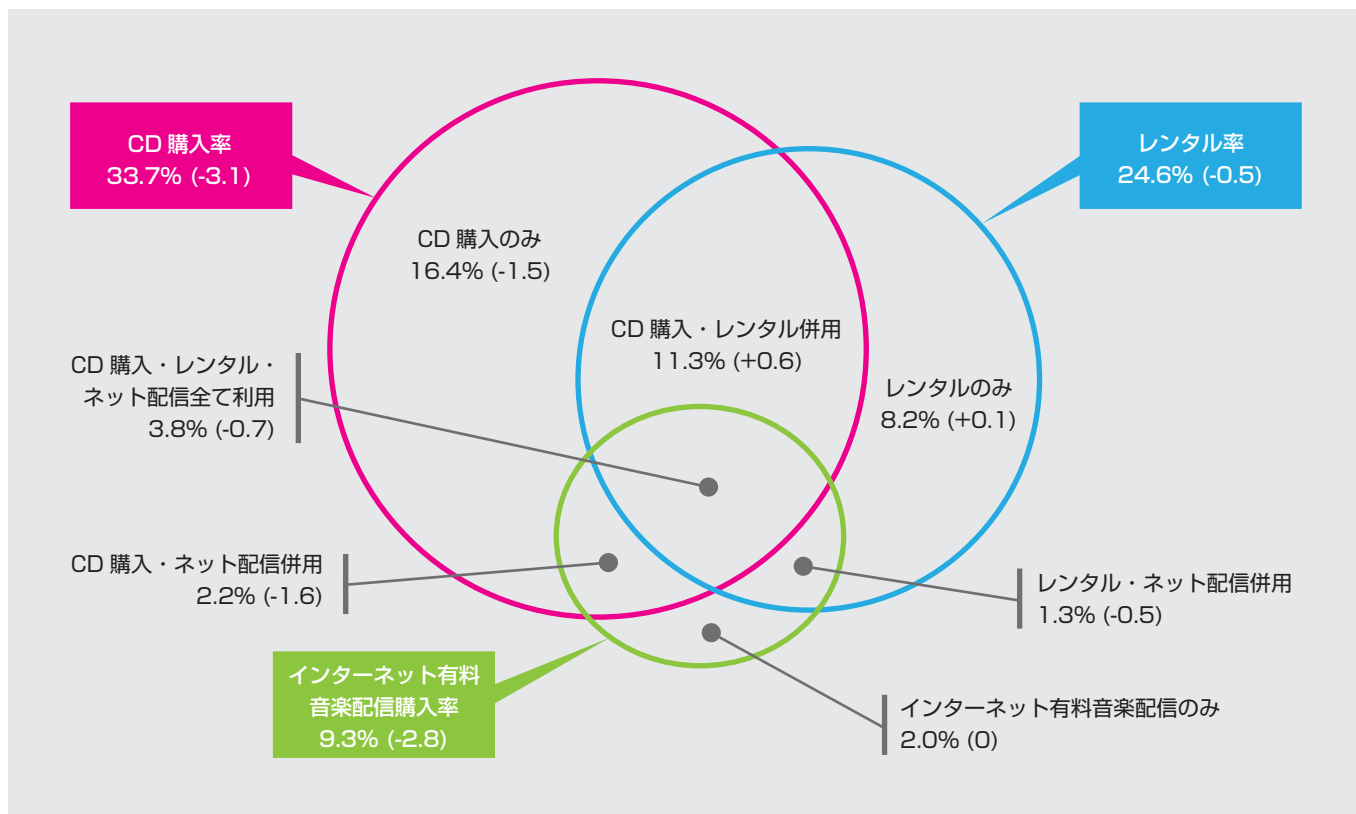 CD 購入率
33.7% (-3.1)
レンタル率
24.6% (-0.5)
CD 購入のみ
16.4% (-1.5)
CD 購入・レンタル併用
11.3% (+0.6)
CD 購入・レンタル・
ネット配信全て利用
3.8% (-0.7)
レンタルのみ
8.2% (+0.1)
CD 購入・ネット配信併用
2.2% (-1.6)
レンタル・ネット配信併用
1.3% (-0.5)
インターネット有料
音楽配信購入率
9.3% (-2.8)
インターネット有料音楽配信のみ
2.0% (0)